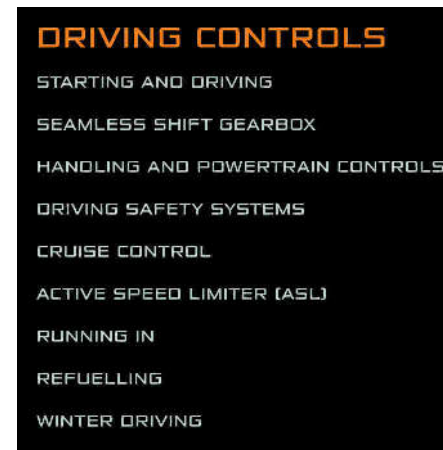 DRIVING CONTROLS
STARTING AND DRIVING
SEAMLESS SHIFT GEARBOX
HANDLING AND POWERTRAIN CONTROLS
DRIVING SAFETY SYSTEMS
CRUISE CONTROL
ACTIVE SPEED LIMITER (ASL)
RUNNING IN
REFUELLING
WINTER DRIVING